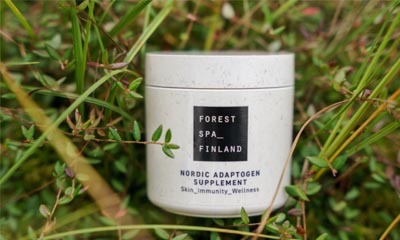 FOREST
SPA_
FINLAND
NORDIC ADAPTOGEN
SUPPLEMENT
Skin_Immunity_Wellness